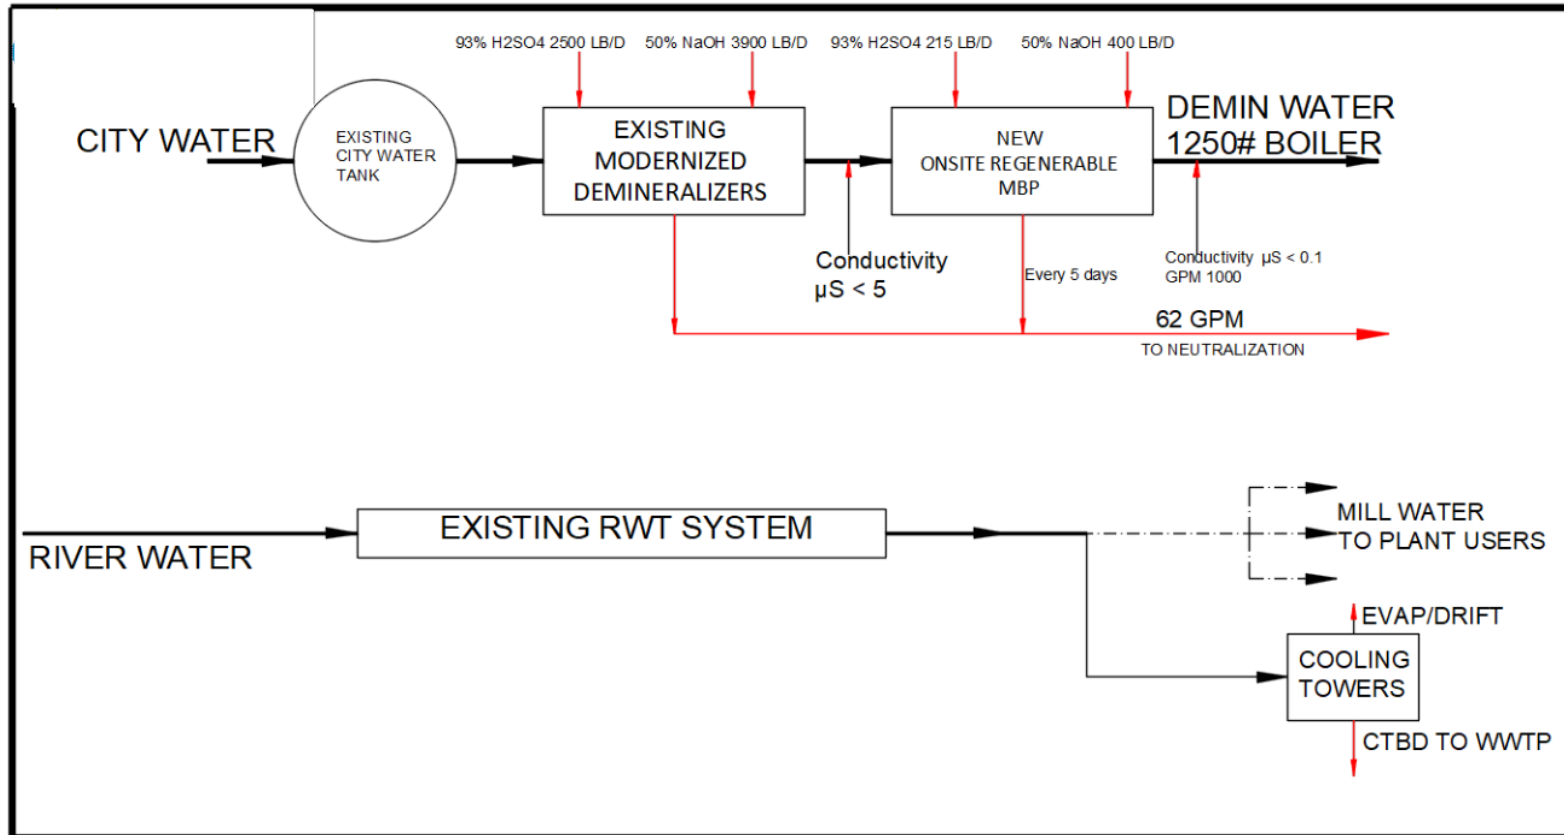 93% H2SO4 2500 LB/D
50% NaOH 3900 LB/D
93% H2SO4 215 LB/D
50% NaOH 400 LB/D
CITY WATER
EXISTING
CITY WATER
TANK
EXISTING
MODERNIZED
DEMINERALIZERS
NEW
ONSITE REGENERABLE
MBP
DEMIN WATER
1250# BOILER
Conductivity
µS < 5
Every 5 days
Conductivity µS < 0.1
GPM 1000
62 GPM
TO NEUTRALIZATION
RIVER WATER
EXISTING RWT SYSTEM
MILL WATER
TO PLANT USERS
EVAP/DRIFT
COOLING
TOWERS
CTBD TO WWTP